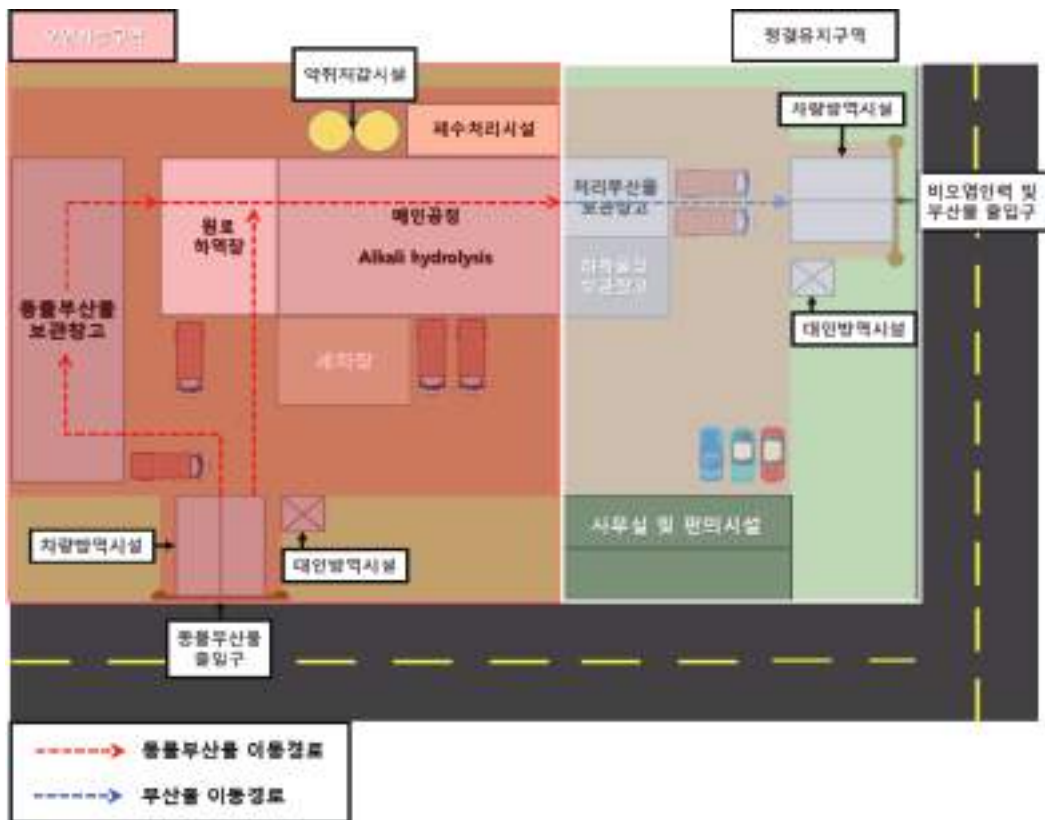 정결유지구역
악취저감시설
차량방역시설
폐수처리시설
비오염인력 및
부산물 출입구
처리부산물
보관창고
메인공정
원료
하역장
Alkali hydrolysis
동물부산물
보관창고
대인방역시설
세차장
사무실 및 편의시설
차량방역시설
대인방역시설
동물부산물
출입구
동물부산물 이동경로
부산물 이동경로